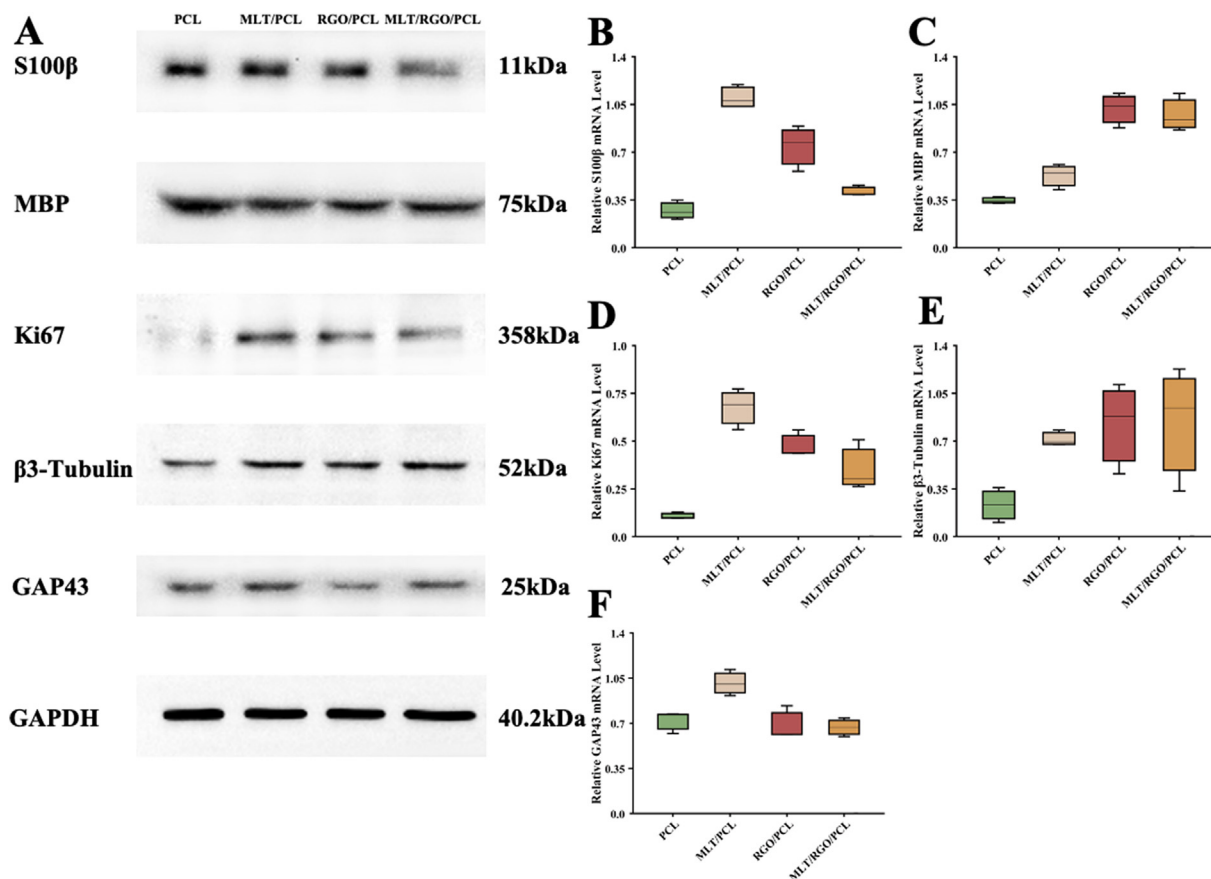 A
PCL MLT/PCL RGO/PCL MLT/RGO/PCL
S100β 11kDa
MBP 75kDa
Ki67 358kDa
β3-Tubulin 52kDa
GAP43 25kDa
GAPDH 40.2kDa
B
Relative S100β mRNA Level
1.4
1.05
0.7
0.35
0.0
PCL
MLT/PCL
RGO/PCL
MLT/RGO/PCL
C
Relative MBP mRNA Level
1.4
1.05
0.7
0.35
0.0
PCL
MLT/PCL
RGO/PCL
MLT/RGO/PCL
D
Relative Ki67 mRNA Level
1.0
0.75
0.5
0.25
0.0
PCL
MLT/PCL
RGO/PCL
MLT/RGO/PCL
E
Relative β3-Tubulin mRNA Level
1.4
1.05
0.7
0.35
0.0
PCL
MLT/PCL
RGO/PCL
MLT/RGO/PCL
F
Relative GAP43 mRNA Level
1.4
1.05
0.7
0.35
0.0
PCL
MLT/PCL
RGO/PCL
MLT/RGO/PCL